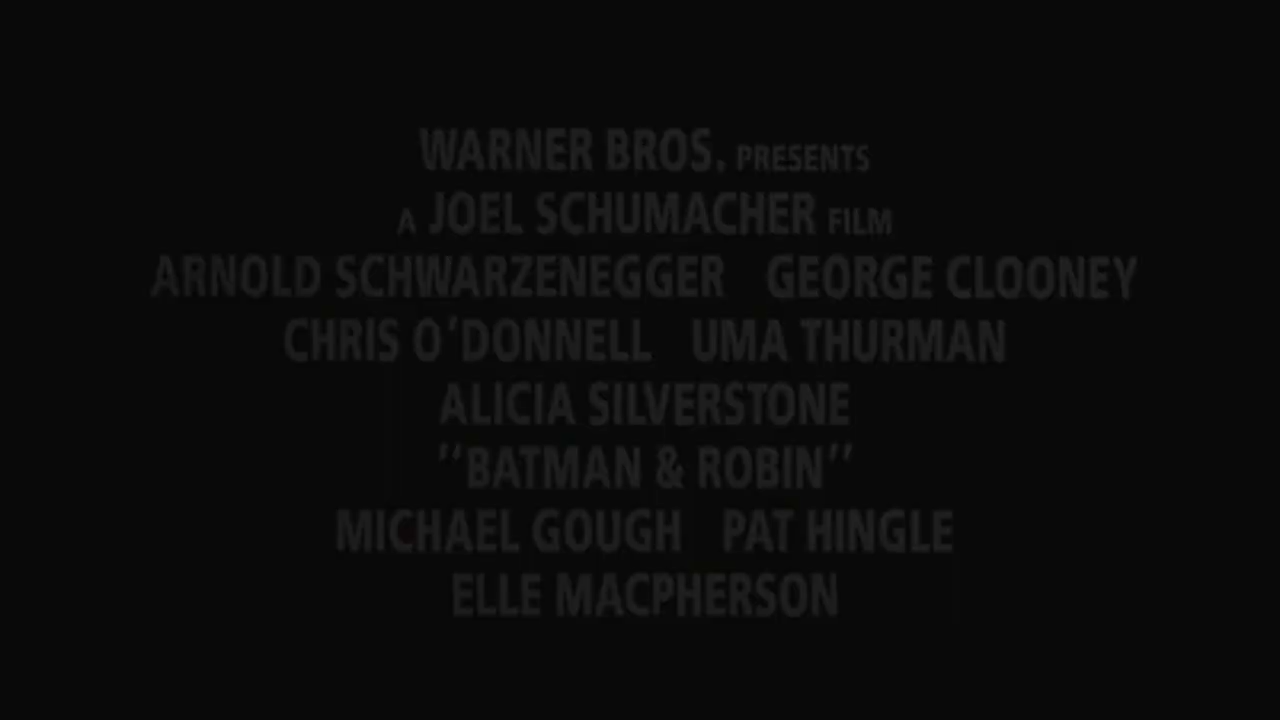 WARNER BROS. PRESENTS
A JOEL SCHUMACHER FILM
ARNOLD SCHWARZENEGGER GEORGE CLOONEY
CHRIS O'DONNELL UMA THURMAN
ALICIA SILVERSTONE
"BATMAN & ROBIN"
MICHAEL GOUGH PAT HINGLE
ELLE MACPHERSON